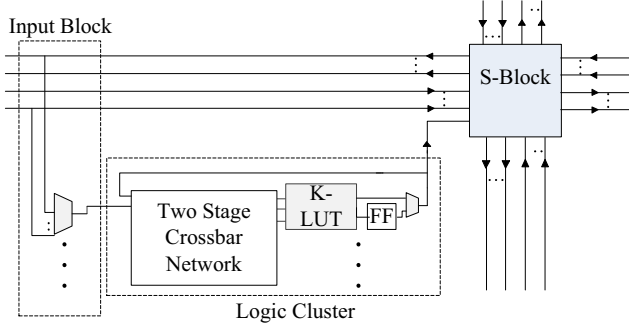 Input Block
S-Block
Two Stage
Crossbar
Network
K-
LUT
FF
Logic Cluster